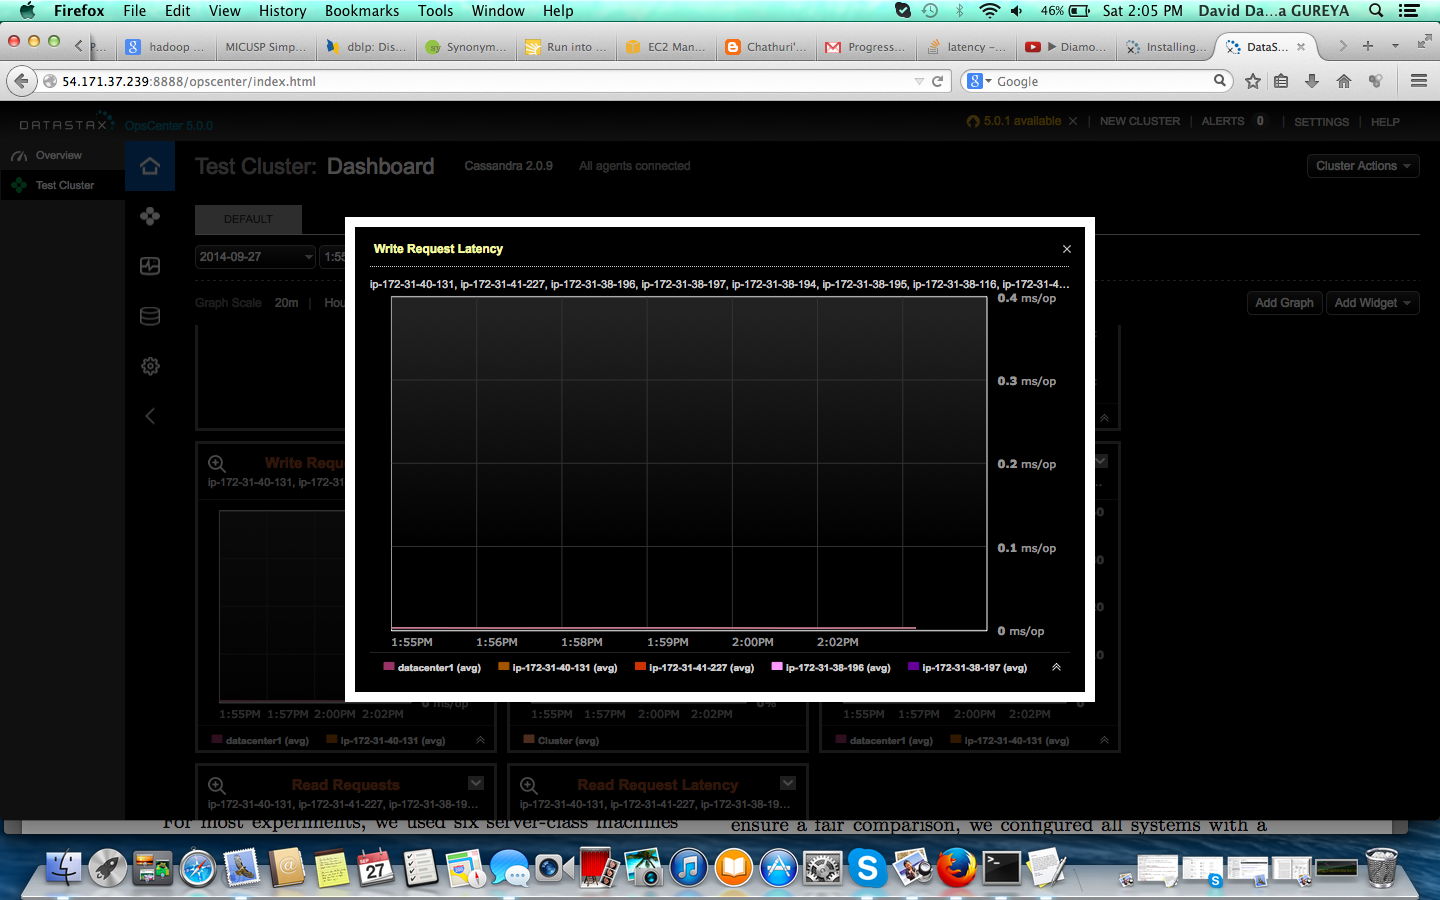 Firefox File Edit View History Bookmarks Tools Window Help 46% Sat 2:05 PM David Da...a GUREYA
P... hadoop ... MICUSP Simp... dblp: Dis... Synonym... Run into ... EC2 Man... Chathuri'... Progress... latency –... ▶ Diamo... Installing... DataS...
54.171.37.239:8888/opscenter/index.html Google
DATASTAX OpsCenter 5.0.0 5.0.1 available × | NEW CLUSTER | ALERTS 0 | SETTINGS | HELP
Overview
Test Cluster
Test Cluster: Dashboard Cassandra 2.0.9 All agents connected Cluster Actions
DEFAULT
2014-09-27 1:55
Graph Scale 20m | Hou
Add Graph Add Widget
Write Request Latency ×
ip-172-31-40-131, ip-172-31-41-227, ip-172-31-38-196, ip-172-31-38-197, ip-172-31-38-194, ip-172-31-38-195, ip-172-31-38-116, ip-172-31-4...
0.4 ms/op
0.3 ms/op
0.2 ms/op
0.1 ms/op
0 ms/op
1:55PM 1:56PM 1:58PM 1:59PM 2:00PM 2:02PM
datacenter1 (avg) ip-172-31-40-131 (avg) ip-172-31-41-227 (avg) ip-172-31-38-196 (avg) ip-172-31-38-197 (avg)
Write Requ
ip-172-31-40-131, ip-172-31
0 ms/op
1:55PM 1:57PM 2:00PM 2:02PM
datacenter1 (avg) ip-172-31-40-131 (avg)
0%
1:55PM 1:57PM 2:00PM 2:02PM
Cluster (avg)
0
1:55PM 1:57PM 2:00PM 2:02PM
datacenter1 (avg) ip-172-31-40-131 (avg)
Read Requests
ip-172-31-40-131, ip-172-31-41-227, ip-172-31-38-19...
Read Request Latency
ip-172-31-40-131, ip-172-31-41-227, ip-172-31-38-19...
For most experiments, we used six server-class machines
ensure a fair comparison, we configured all systems with a
SEP
27